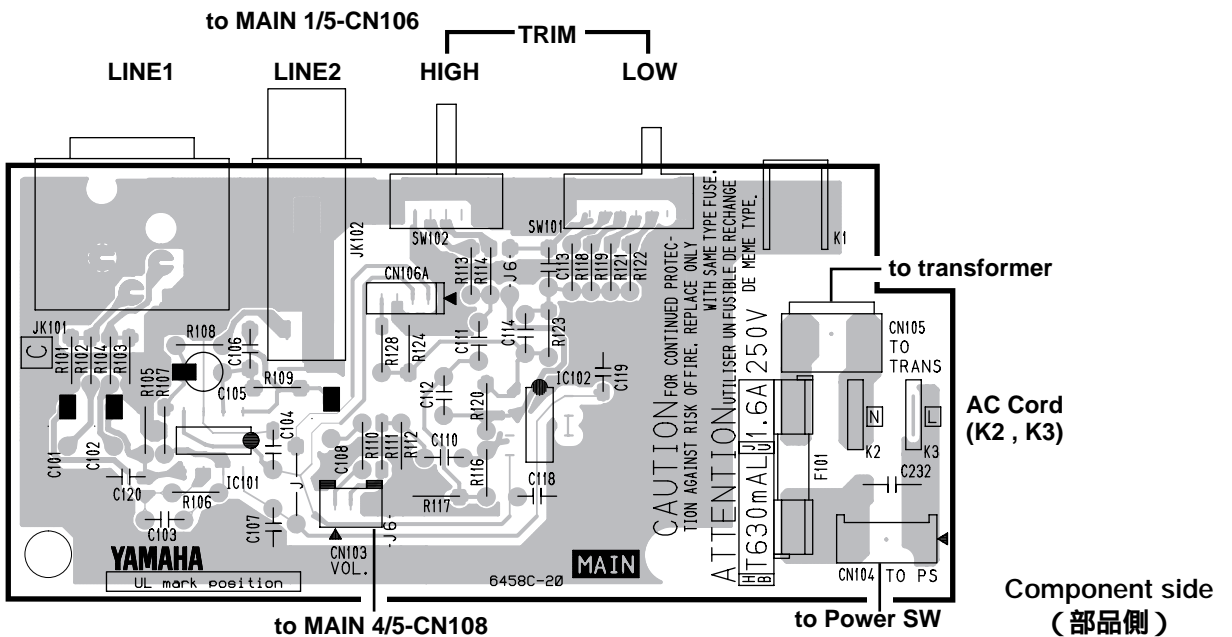 to MAIN 1/5-CN106
TRIM
LINE1
LINE2
HIGH
LOW
JK102
SW102
SW101
K1
CN106A
R113
R114
J6
C113
R118
R119
R121
R122
CAUTION FOR CONTINUED PROTEC-
TION AGAINST RISK OF FIRE, REPLACE ONLY
WITH SAME TYPE FUSE.
ATTENTION UTILISER UN FUSIBLE DE RECHANGE
DE MEME TYPE.
to transformer
CN105
TO
TRANS
JK101
C
R101
R102
R104
R103
R105
R107
R108
C106
C105
R109
R128
R124
C111
C114
R123
C112
R120
IC102
C119
J
U
1.6A
250V
H
B
T630mAL
F101
N
K2
L
K3
AC Cord
(K2 , K3)
C101
C102
C120
IC101
C104
J
C108
R110
R111
R112
C110
R116
C232
R106
C103
C107
R117
C118
CN103
VOL.
J6
YAMAHA
UL mark position
6458C-20
MAIN
CN104
TO PS
to MAIN 4/5-CN108
to Power SW
Component side
（部品側）